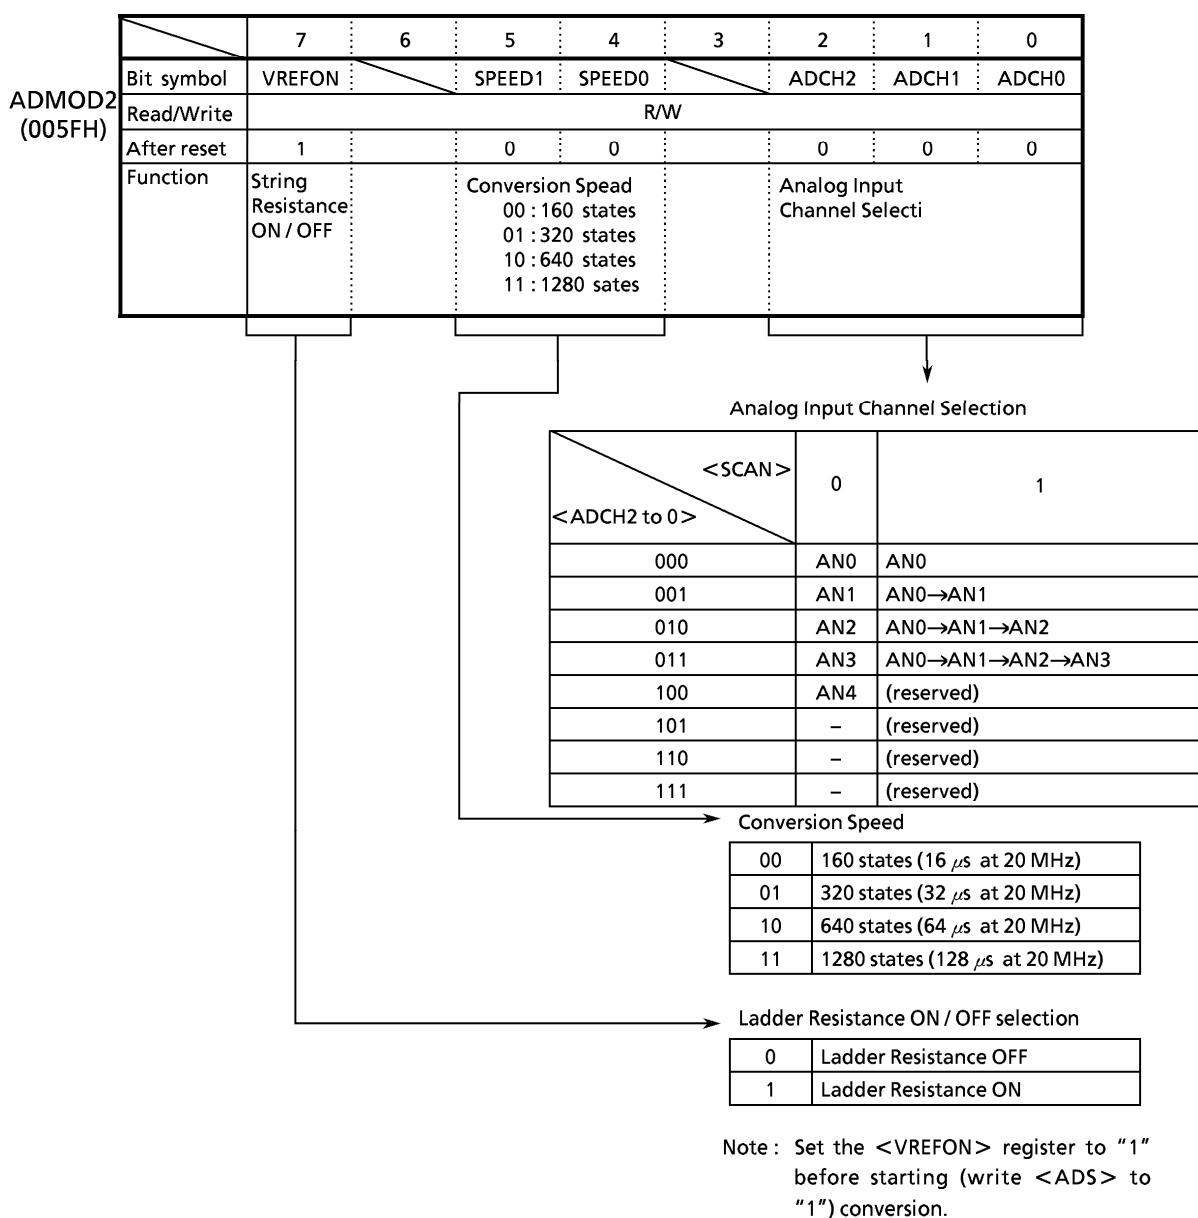 7 6 5 4 3 2 1 0
ADMOD2
(005FH)
Bit symbol VREFON SPEED1 SPEED0 ADCH2 ADCH1 ADCH0
Read/Write R/W
After reset 1 0 0 0 0 0
Function
String
Resistance
ON / OFF
Conversion Spead
00 : 160 states
01 : 320 states
10 : 640 states
11 : 1280 sates
Analog Input
Channel Selecti
Analog Input Channel Selection
<SCAN> 0 1
<ADCH2 to 0>
000 AN0 AN0
001 AN1 AN0→AN1
010 AN2 AN0→AN1→AN2
011 AN3 AN0→AN1→AN2→AN3
100 AN4 (reserved)
101 – (reserved)
110 – (reserved)
111 – (reserved)
Conversion Speed
00 160 states (16 μs at 20 MHz)
01 320 states (32 μs at 20 MHz)
10 640 states (64 μs at 20 MHz)
11 1280 states (128 μs at 20 MHz)
Ladder Resistance ON / OFF selection
0 Ladder Resistance OFF
1 Ladder Resistance ON
Note : Set the <VREFON> register to "1"
before starting (write <ADS> to
"1") conversion.